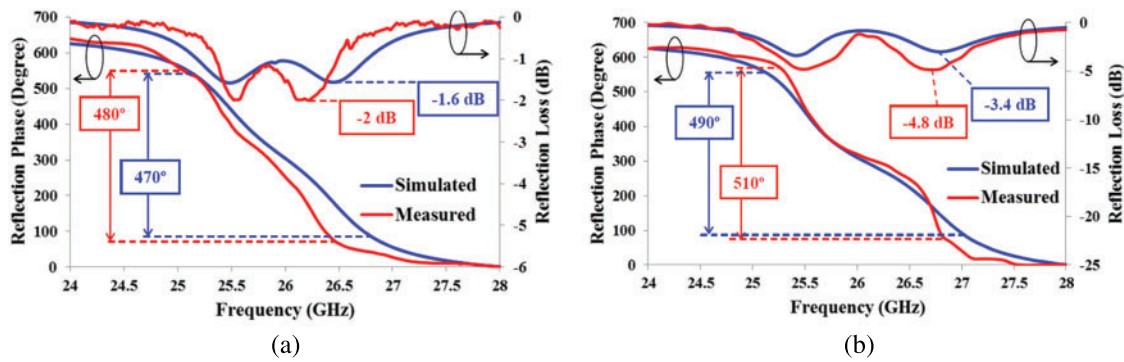 Reflection Phase (Degree)
700
600
500
400
300
200
100
0
24 24.5 25 25.5 26 26.5 27 27.5 28
Frequency (GHz)
0
-1
-2
-3
-4
-5
-6
Reflection Loss (dB)
480º
470º
-1.6 dB
-2 dB
Simulated
Measured
(a)
Reflection Phase (Degree)
700
600
500
400
300
200
100
0
24 24.5 25 25.5 26 26.5 27 27.5 28
Frequency (GHz)
0
-5
-10
-15
-20
-25
Reflection Loss (dB)
490º
510º
-3.4 dB
-4.8 dB
Simulated
Measured
(b)